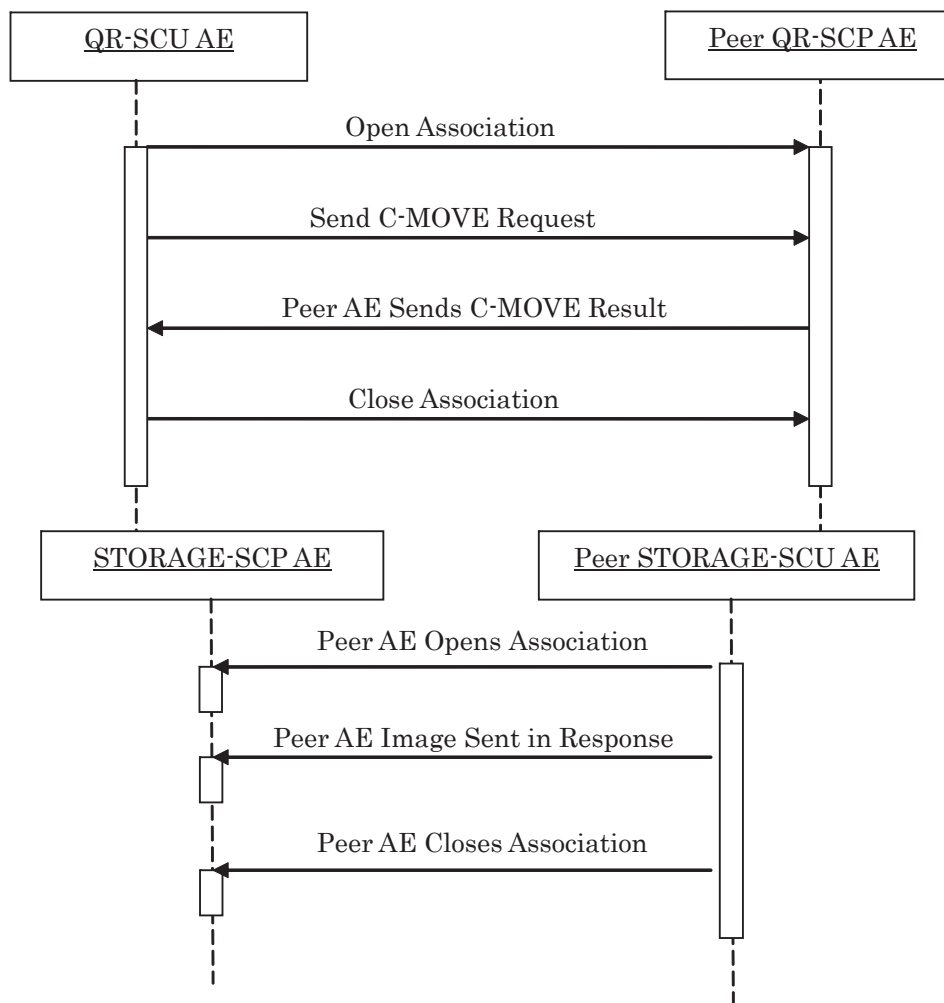 QR-SCU AE
Peer QR-SCP AE
Open Association
Send C-MOVE Request
Peer AE Sends C-MOVE Result
Close Association
STORAGE-SCP AE
Peer STORAGE-SCU AE
Peer AE Opens Association
Peer AE Image Sent in Response
Peer AE Closes Association